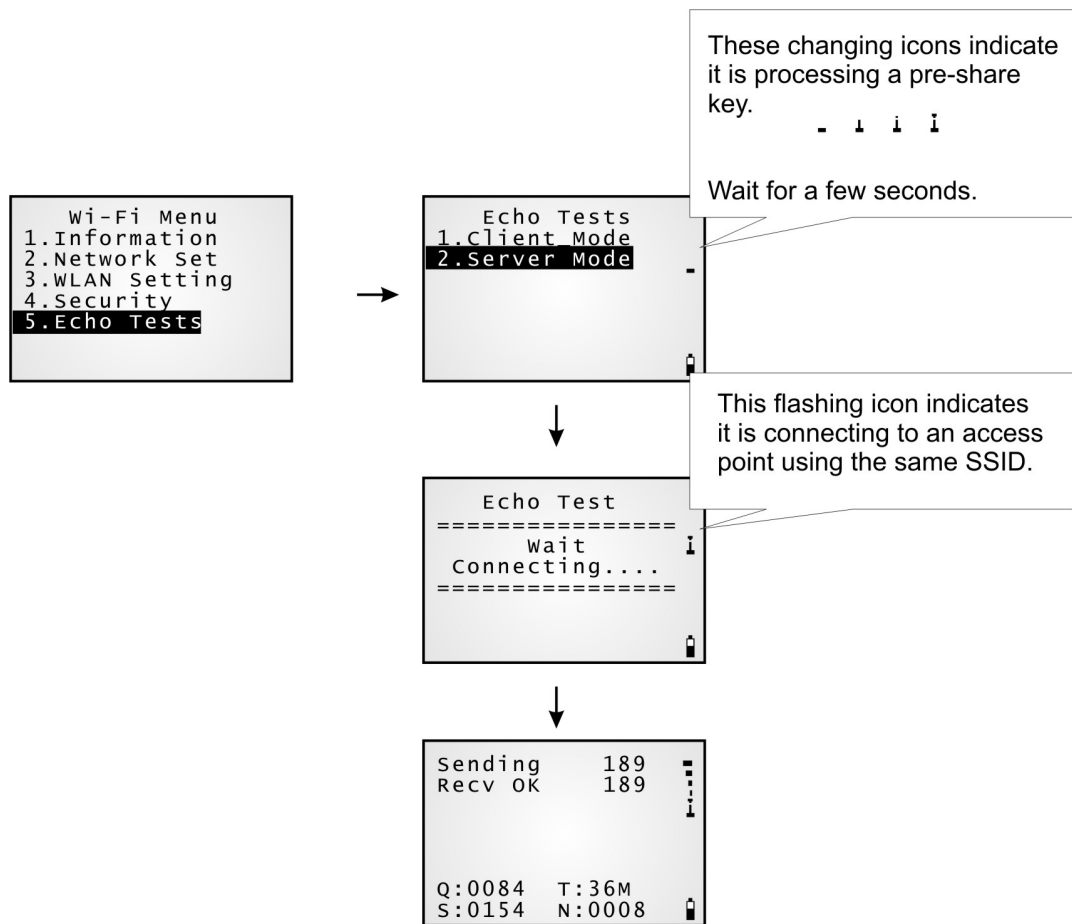 These changing icons indicate
it is processing a pre-share
key.
Wait for a few seconds.
Wi-Fi Menu
1.Information
2.Network Set
3.WLAN Setting
4.Security
5.Echo Tests
Echo Tests
1.Client Mode
2.Server Mode
This flashing icon indicates
it is connecting to an access
point using the same SSID.
Echo Test
================
Wait
Connecting....
================
Sending 189
Recv OK 189
Q:0084 T:36M
S:0154 N:0008